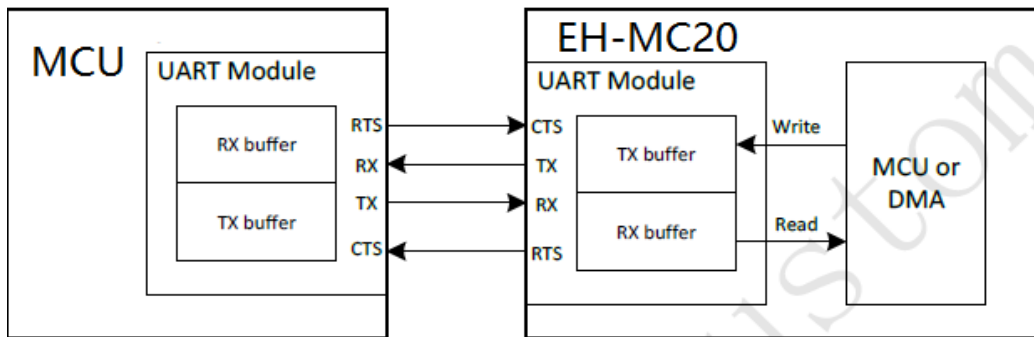 MCU
UART Module
RX buffer
TX buffer
RTS
RX
TX
CTS
EH-MC20
UART Module
CTS
TX
RX
RTS
TX buffer
RX buffer
Write
Read
MCU or
DMA
ustom